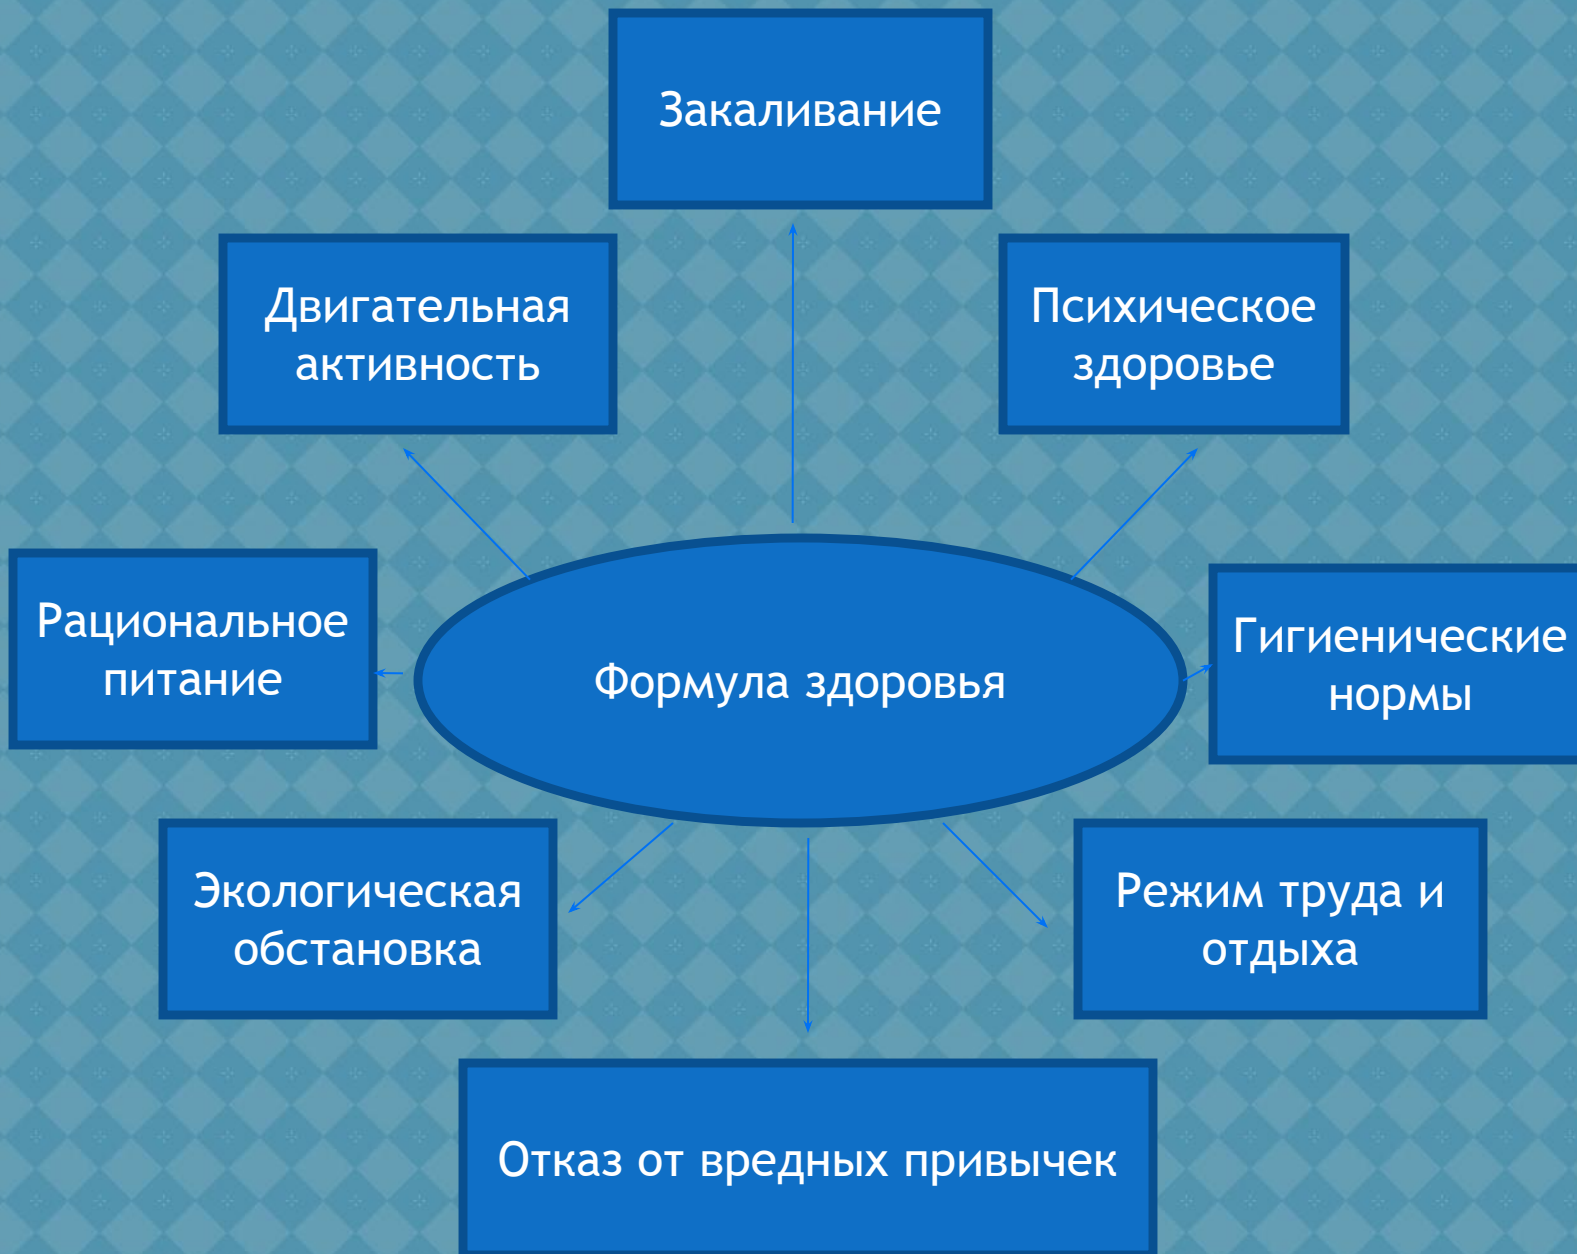 Закаливание
Двигательная
активность
Психическое
здоровье
Рациональное
питание
Формула здоровья
Гигиенические
нормы
Экологическая
обстановка
Режим труда и
отдыха
Отказ от вредных привычек